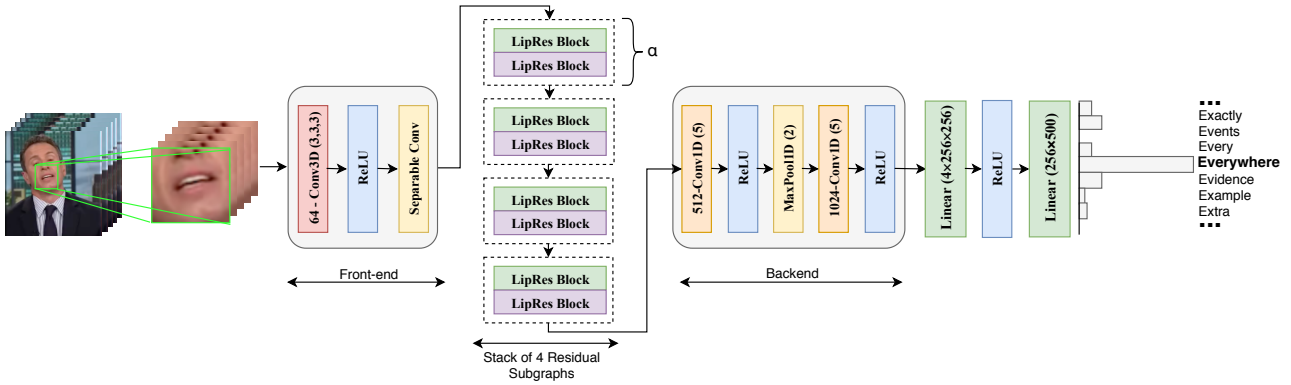 64 - Conv3D (3,3,3)
ReLU
Separable Conv
Front-end
LipRes Block
LipRes Block
α
LipRes Block
LipRes Block
LipRes Block
LipRes Block
LipRes Block
LipRes Block
Stack of 4 Residual
Subgraphs
512-Conv1D (5)
ReLU
MaxPool1D (2)
1024-Conv1D (5)
ReLU
Backend
Linear (4×256×256)
ReLU
Linear (256×500)
...
Exactly
Events
Every
Everywhere
Evidence
Example
Extra
...